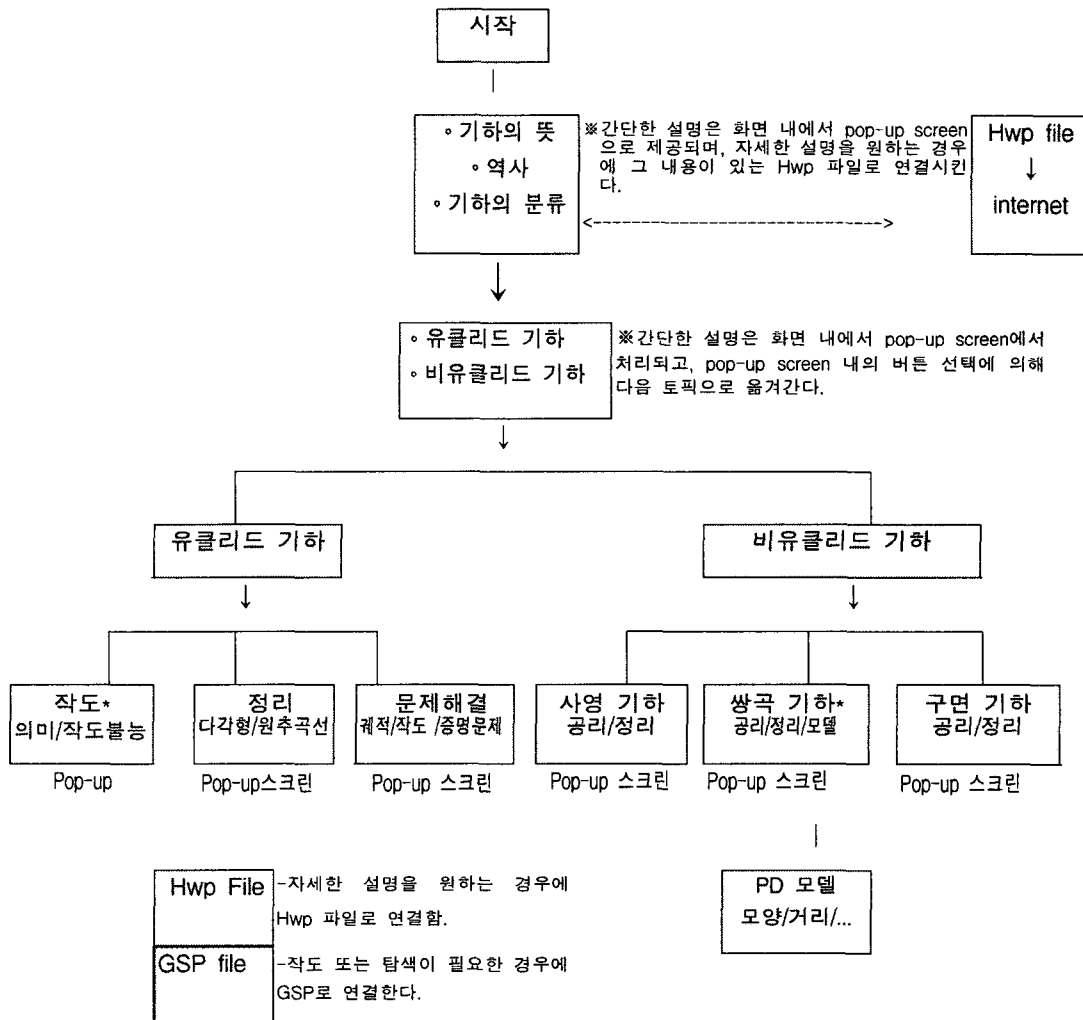 시작
∘기하의 뜻
∘역사
∘기하의 분류
※간단한 설명은 화면 내에서 pop-up screen
으로 제공되며, 자세한 설명을 원하는 경우
에 그 내용이 있는 Hwp 파일로 연결시킨
다.
<-------------------------->
Hwp file
↓
internet
↓
∘유클리드 기하
∘비유클리드 기하
※간단한 설명은 화면 내에서 pop-up screen에서
처리되고, pop-up screen 내의 버튼 선택에 의해
다음 토픽으로 옮겨간다.
↓
유클리드 기하
비유클리드 기하
↓
↓
작도*
의미/작도불능
Pop-up
정리
다각형/원추곡선
Pop-up스크린
문제해결
궤적/작도 /증명문제
Pop-up 스크린
사영 기하
공리/정리
Pop-up 스크린
쌍곡 기하*
공리/정리/모델
Pop-up 스크린
구면 기하
공리/정리
Pop-up 스크린
Hwp File
-자세한 설명을 원하는 경우에
Hwp 파일로 연결함.
GSP file
-작도 또는 탐색이 필요한 경우에
GSP로 연결한다.
PD 모델
모양/거리/...